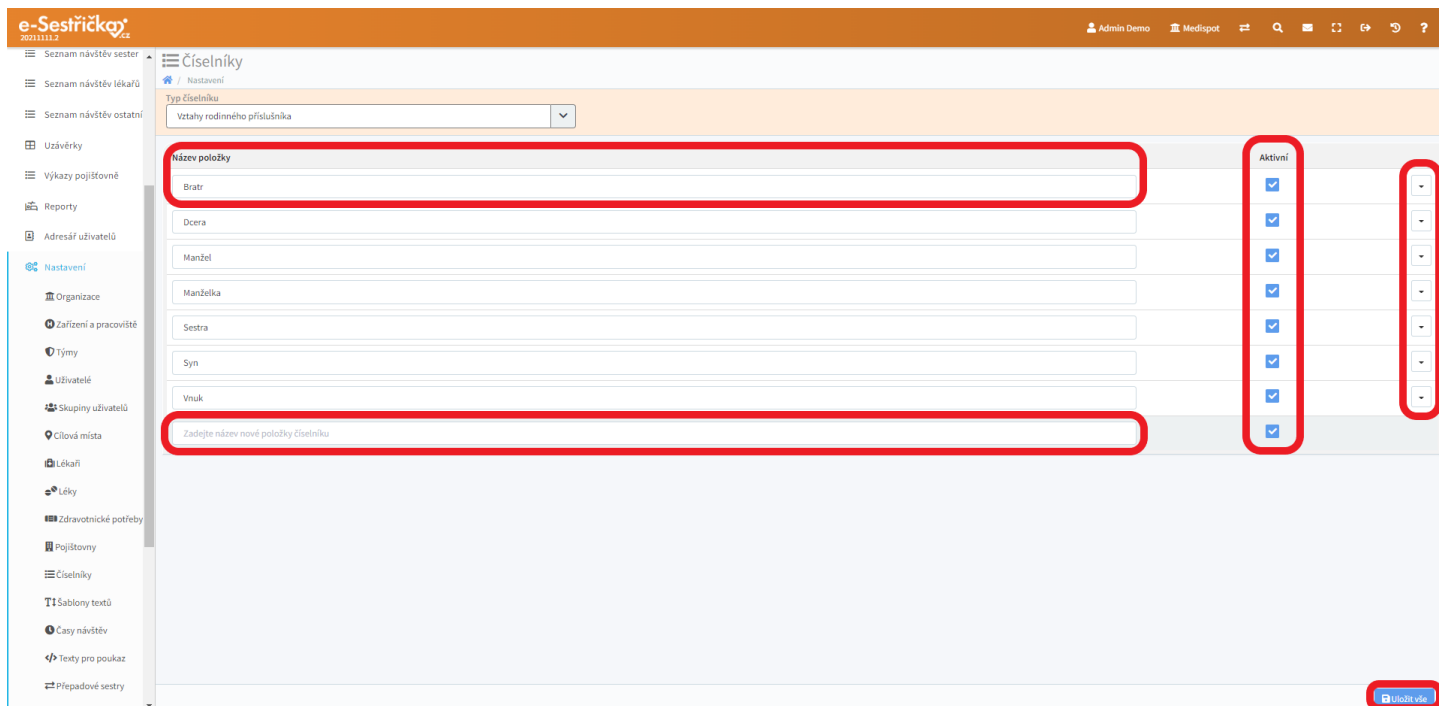 e-Sestřička.cz
20211111.2
Admin Demo Medispot
Seznam návštěv sester
Seznam návštěv lékařů
Seznam návštěv ostatní
Uzávěrky
Výkazy pojišťovně
Reporty
Adresář uživatelů
Nastavení
Organizace
Zařízení a pracoviště
Týmy
Uživatelé
Skupiny uživatelů
Cílová místa
Lékaři
Léky
Zdravotnické potřeby
Pojištovny
Číselníky
Šablony textů
Časy návštěv
Texty pro poukaz
Přepadové sestry
Číselníky
/ Nastavení
Typ číselníku
Vztahy rodinného příslušníka
Název položky Aktivní
Bratr
Dcera
Manžel
Manželka
Sestra
Syn
Vnuk
Zadejte název nové položky číselníku
Uložit vše